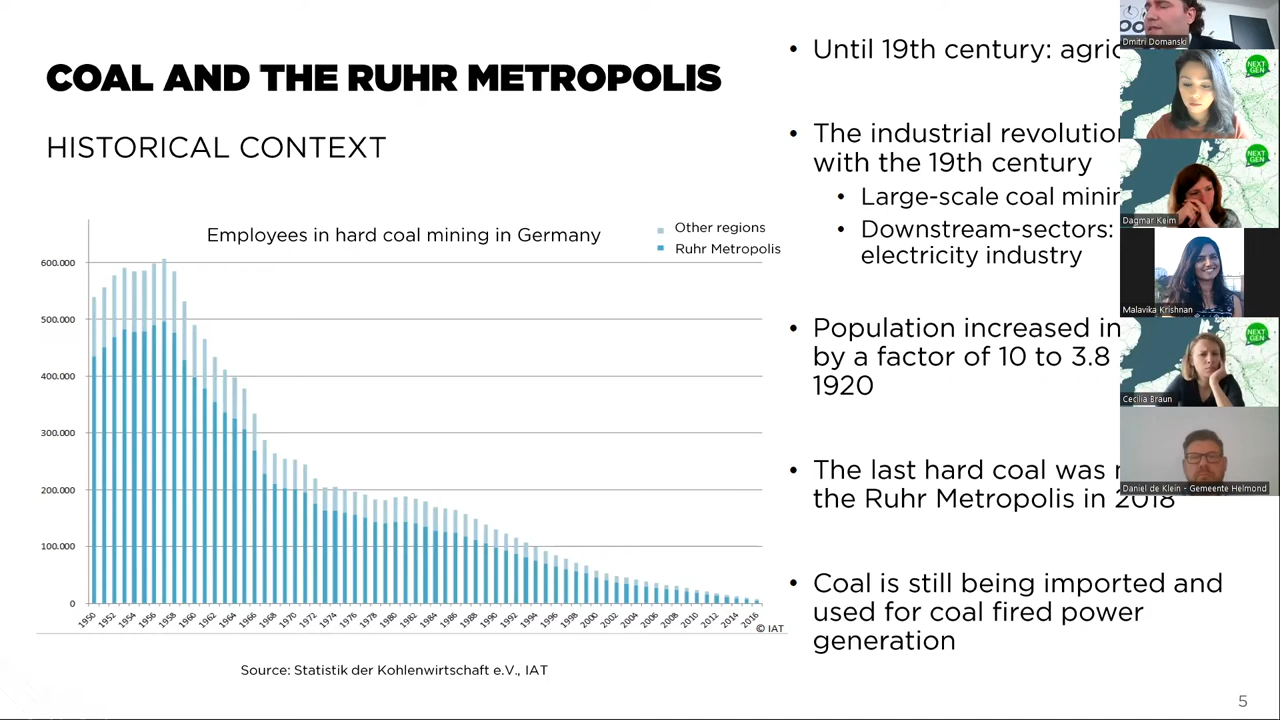 COAL AND THE RUHR METROPOLIS
HISTORICAL CONTEXT
Employees in hard coal mining in Germany
Other regions
Ruhr Metropolis
600.000
500.000
400.000
300.000
200.000
100.000
0
1950 1952 1954 1956 1958 1960 1962 1964 1966 1968 1970 1972 1974 1976 1978 1980 1982 1984 1986 1988 1990 1992 1994 1996 1998 2000 2002 2004 2006 2008 2010 2012 2014 2016
© IAT
Source: Statistik der Kohlenwirtschaft e.V., IAT
• Until 19th century:
• The industrial
with the 19th century
• Large-scale coal
• Downstream-sectors:
electricity industry
• Population increased in
by a factor of 10 to 3.8
1920
• The last hard coal was
the Ruhr Metropolis in 2018
• Coal is still being imported and
used for coal fired power
generation
5
Dmitri Domanski
NEXT
GEN
NEXT
GEN
Dagmar Keim
Malavika Krishnan
NEXT
GEN
Cecilia Braun
Daniel de Klein - Gemeente Helmond